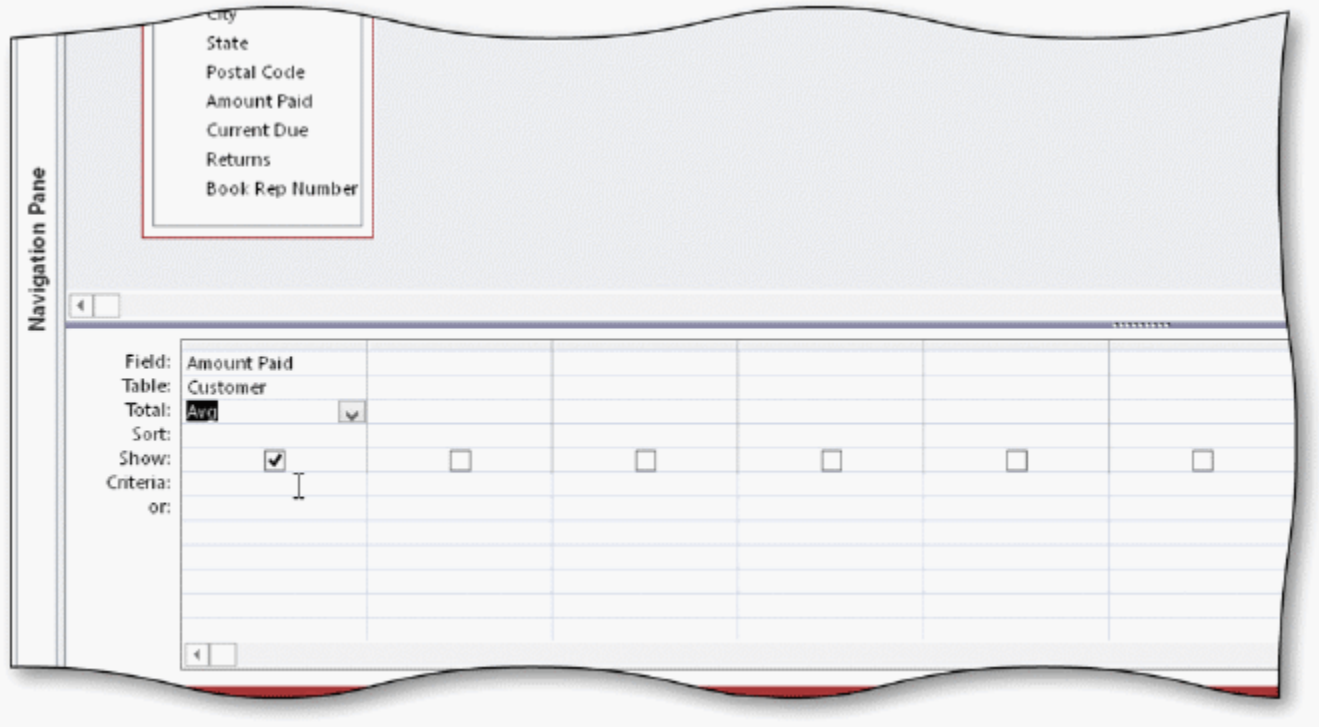 City
State
Postal Code
Amount Paid
Current Due
Returns
Book Rep Number
Navigation Pane
Field: Amount Paid
Table: Customer
Total: Avg
Sort:
Show:
Criteria:
or: